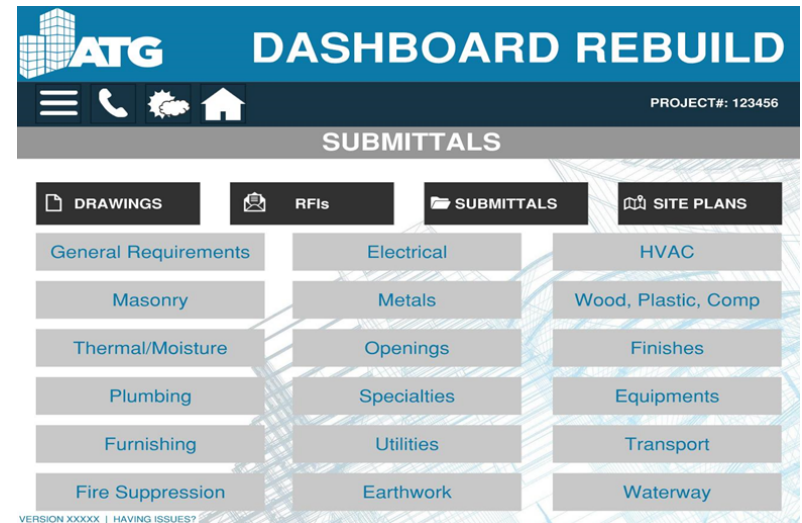 ATG
DASHBOARD REBUILD
PROJECT#: 123456
SUBMITTALS
DRAWINGS
RFIs
SUBMITTALS
SITE PLANS
General Requirements
Electrical
HVAC
Masonry
Metals
Wood, Plastic, Comp
Thermal/Moisture
Openings
Finishes
Plumbing
Specialties
Equipments
Furnishing
Utilities
Transport
Fire Suppression
Earthwork
Waterway
VERSION XXXXX | HAVING ISSUES?